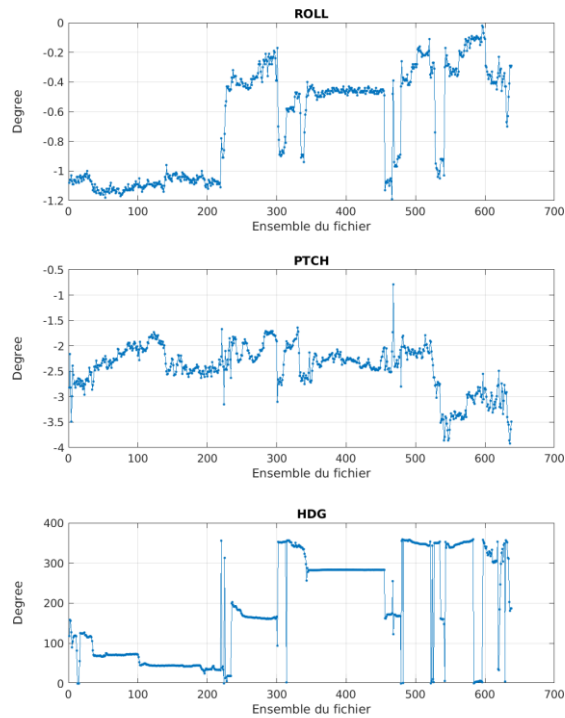 ROLL
0
-0.2
-0.4
-0.6
-0.8
-1
-1.2
Degree
0 100 200 300 400 500 600 700
Ensemble du fichier
PTCH
-0.5
-1
-1.5
-2
-2.5
-3
-3.5
-4
Degree
0 100 200 300 400 500 600 700
Ensemble du fichier
HDG
400
300
200
100
0
Degree
0 100 200 300 400 500 600 700
Ensemble du fichier